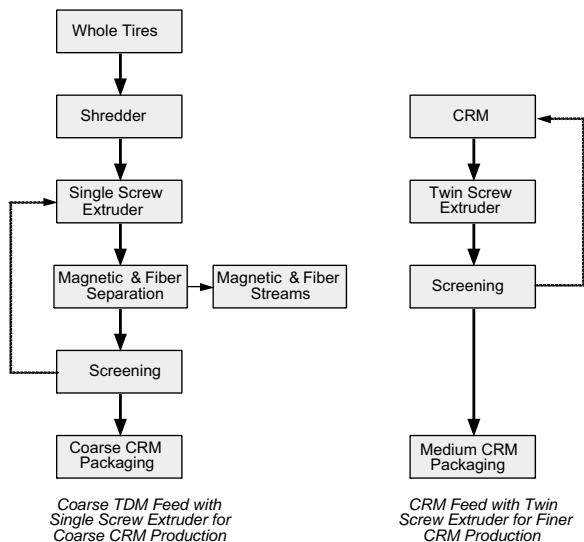 Whole Tires
Shredder
Single Screw
Extruder
Magnetic & Fiber
Separation
Magnetic & Fiber
Streams
Screening
Coarse CRM
Packaging
Coarse TDM Feed with
Single Screw Extruder for
Coarse CRM Production
CRM
Twin Screw
Extruder
Screening
Medium CRM
Packaging
CRM Feed with Twin
Screw Extruder for Finer
CRM Production